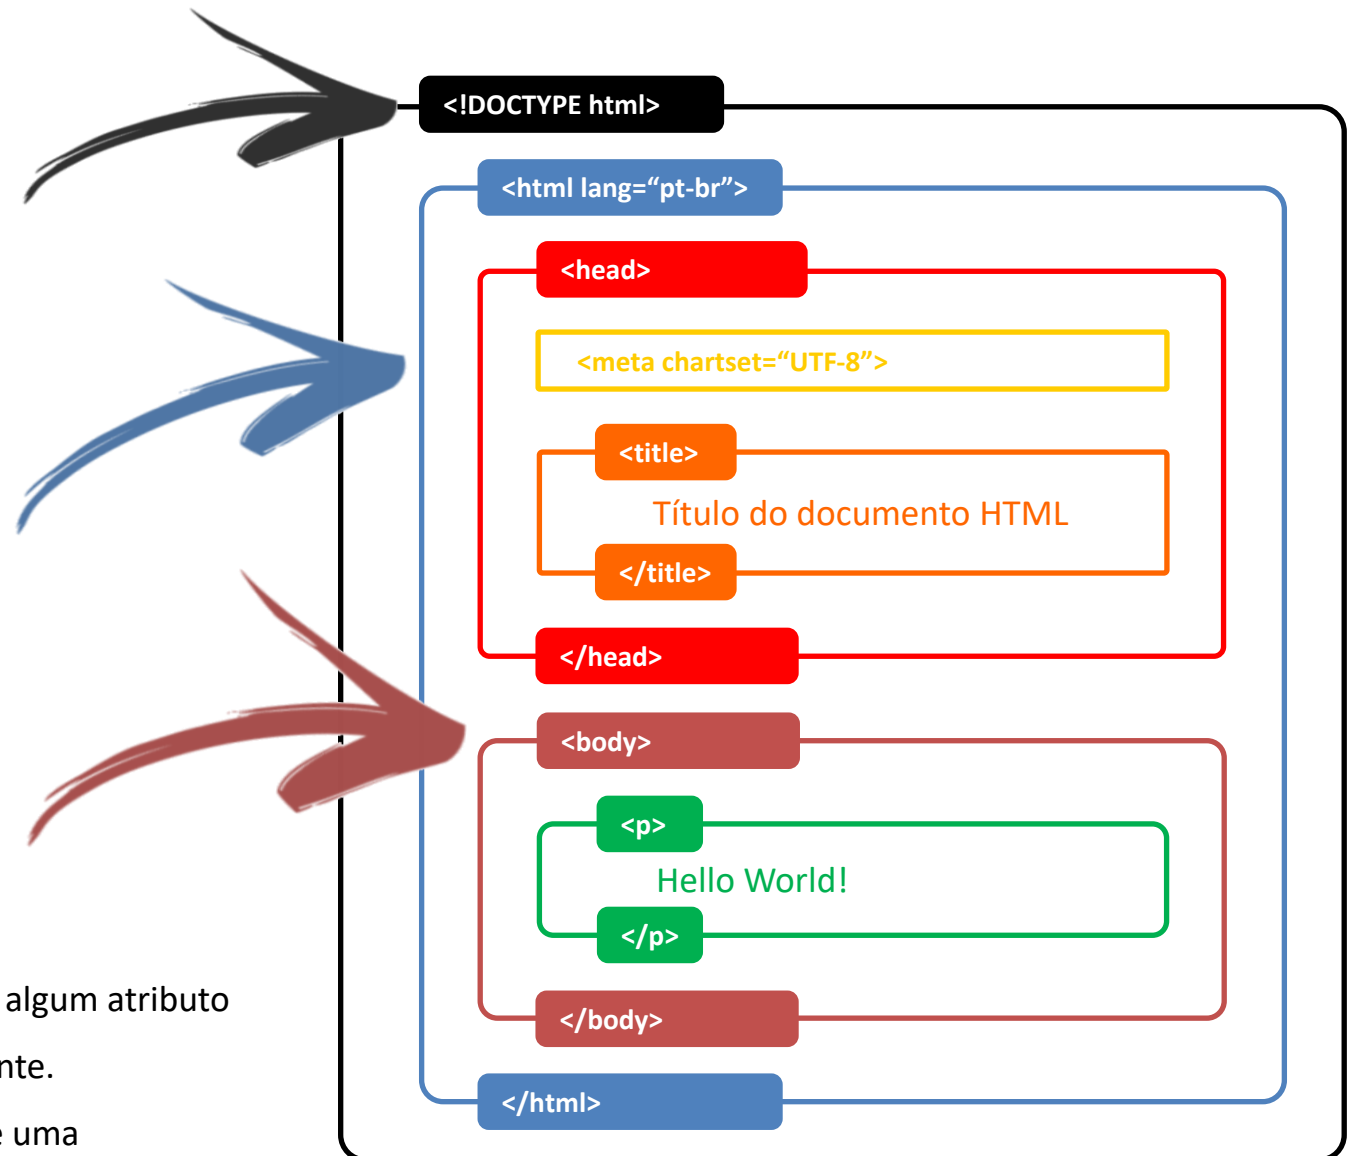 <!DOCTYPE html>
<html lang=“pt-br”>
<head>
<meta chartset=“UTF-8”>
<title>
Título do documento HTML
</title>
</head>
<body>
<p>
Hello World!
</p>
</body>
</html>
algum atributo
nte.
e uma